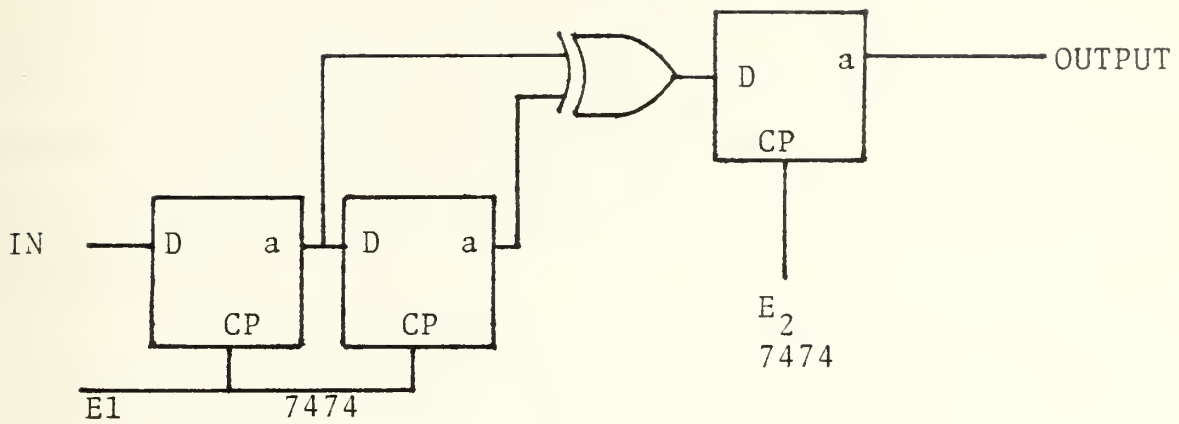 D a OUTPUT
CP
IN D a D a
CP CP
E2
7474
E1 7474